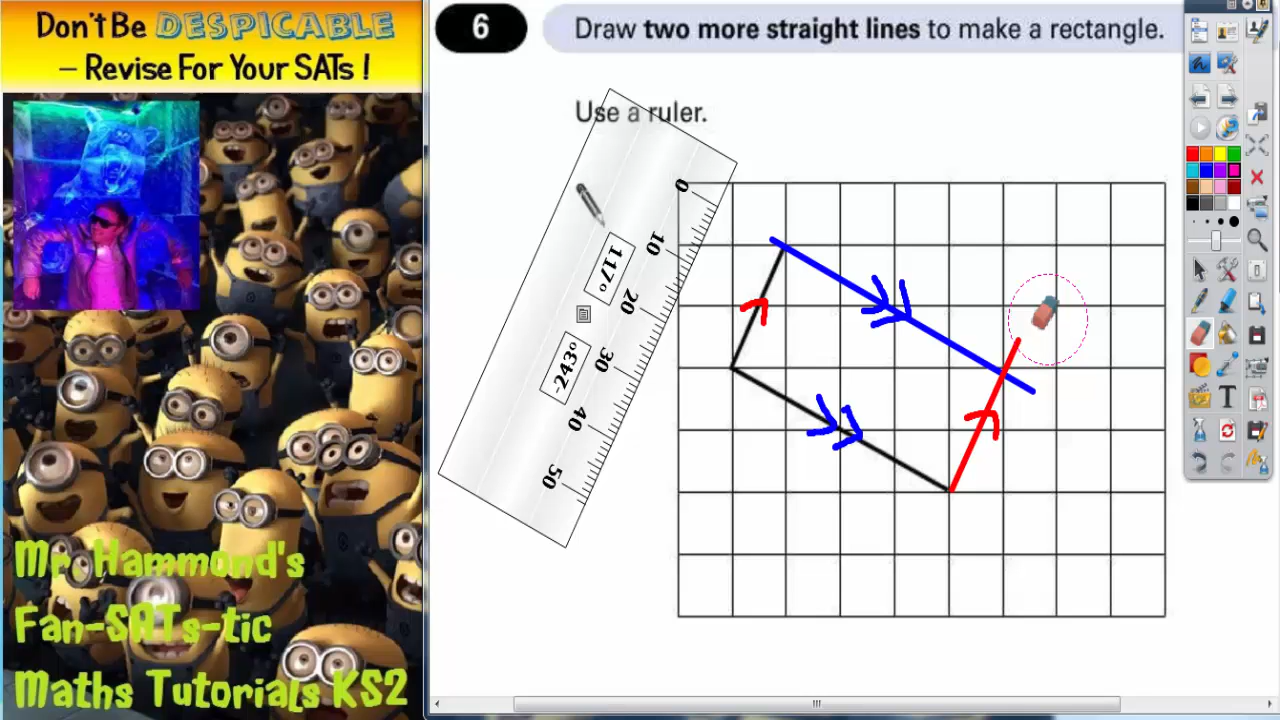 Don't Be DESPICABLE
– Revise For Your SATs !
Mr. Hammond's
Fan-SATs-tic
Maths Tutorials KS2
6
Draw two more straight lines to make a rectangle.
Use a ruler.
0
10
20
30
40
50
117°
-243°
T